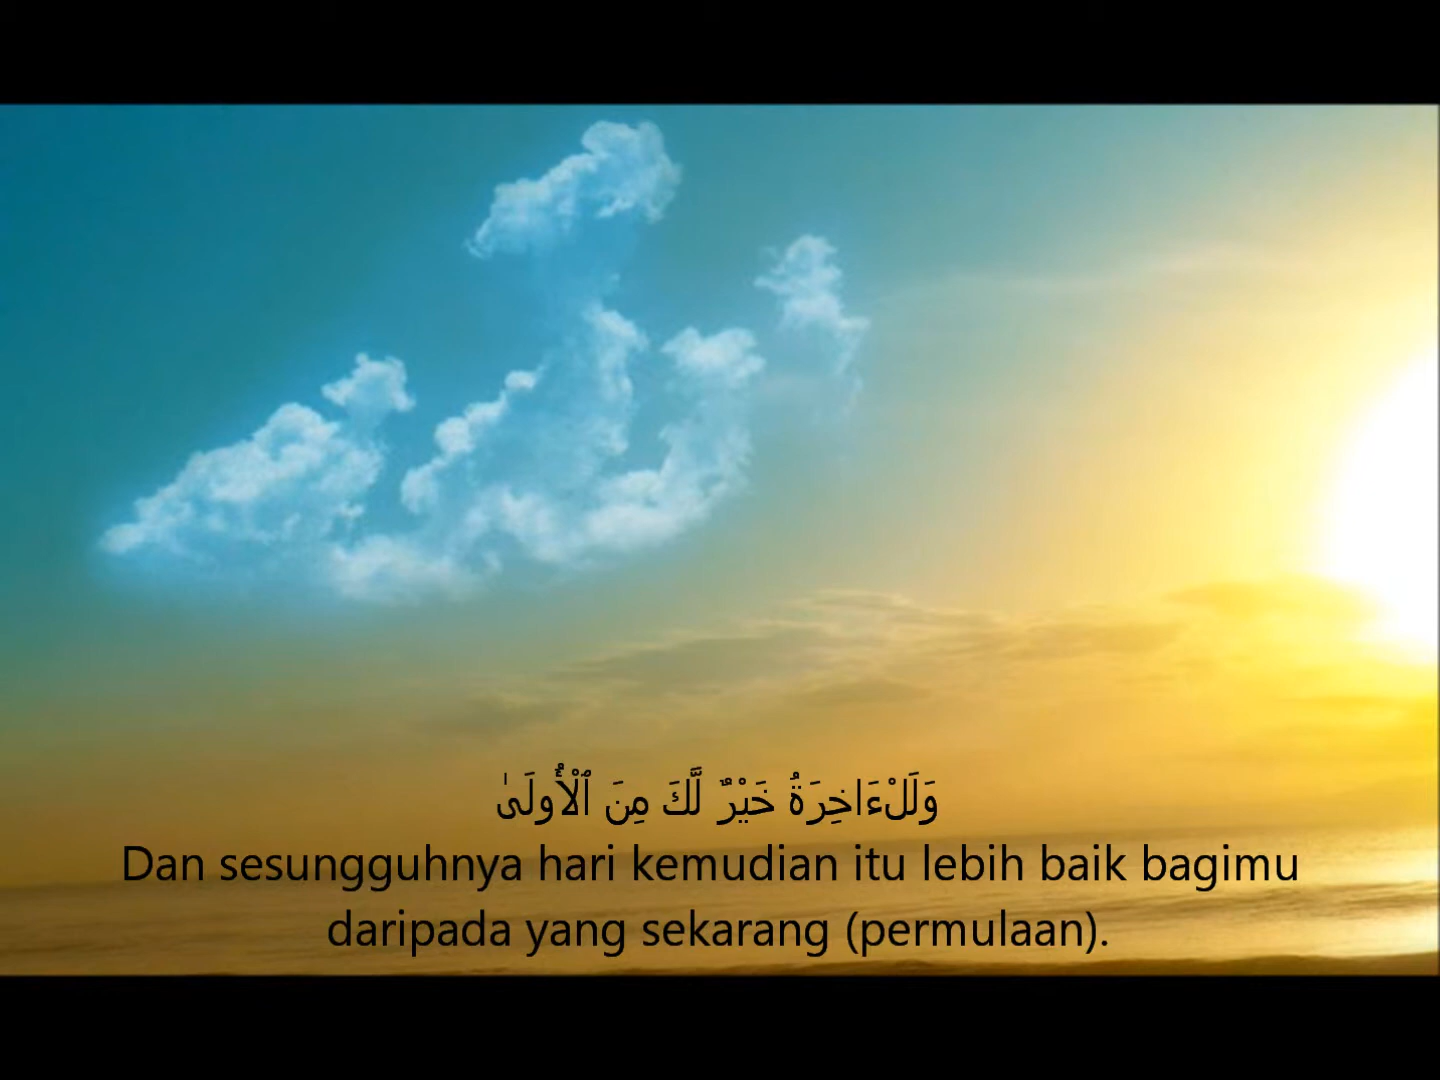 وَلَلْءَاخِرَةُ خَيْرٌ لَّكَ مِنَ ٱلْأُولَىٰ
Dan sesungguhnya hari kemudian itu lebih baik bagimu
daripada yang sekarang (permulaan).